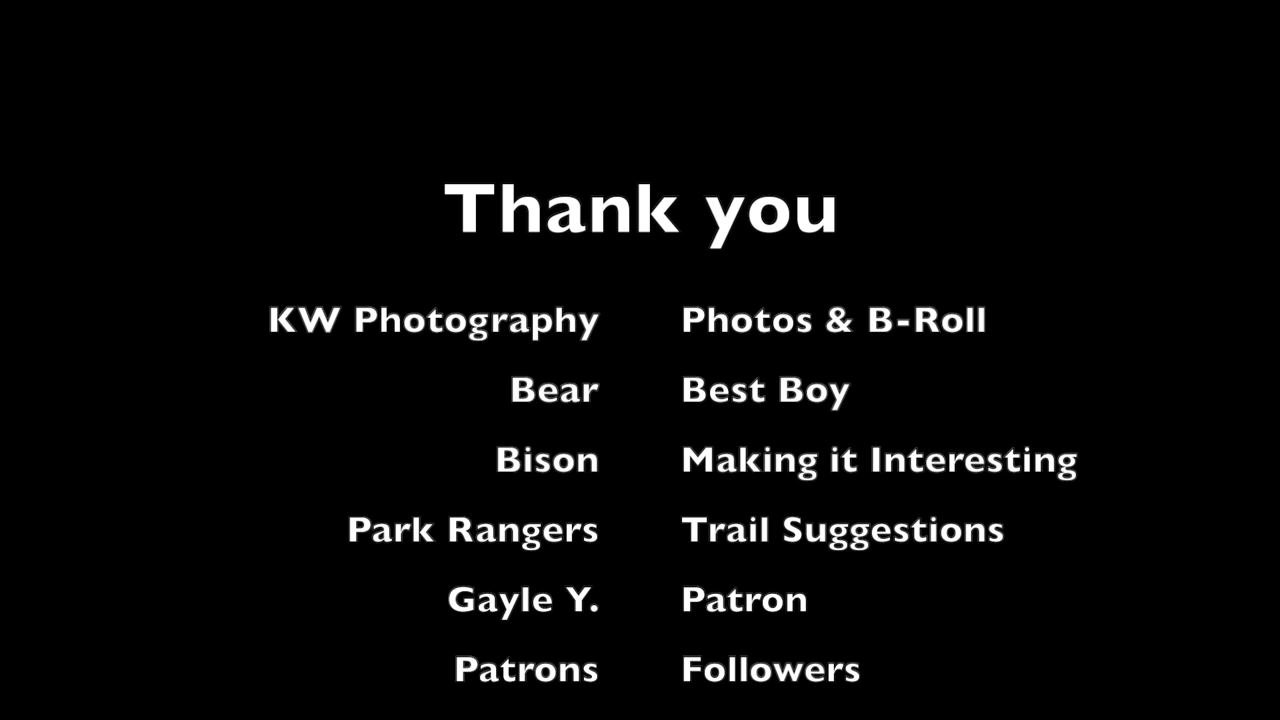 Thank you
KW Photography Photos & B-Roll
Bear Best Boy
Bison Making it Interesting
Park Rangers Trail Suggestions
Gayle Y. Patron
Patrons Followers